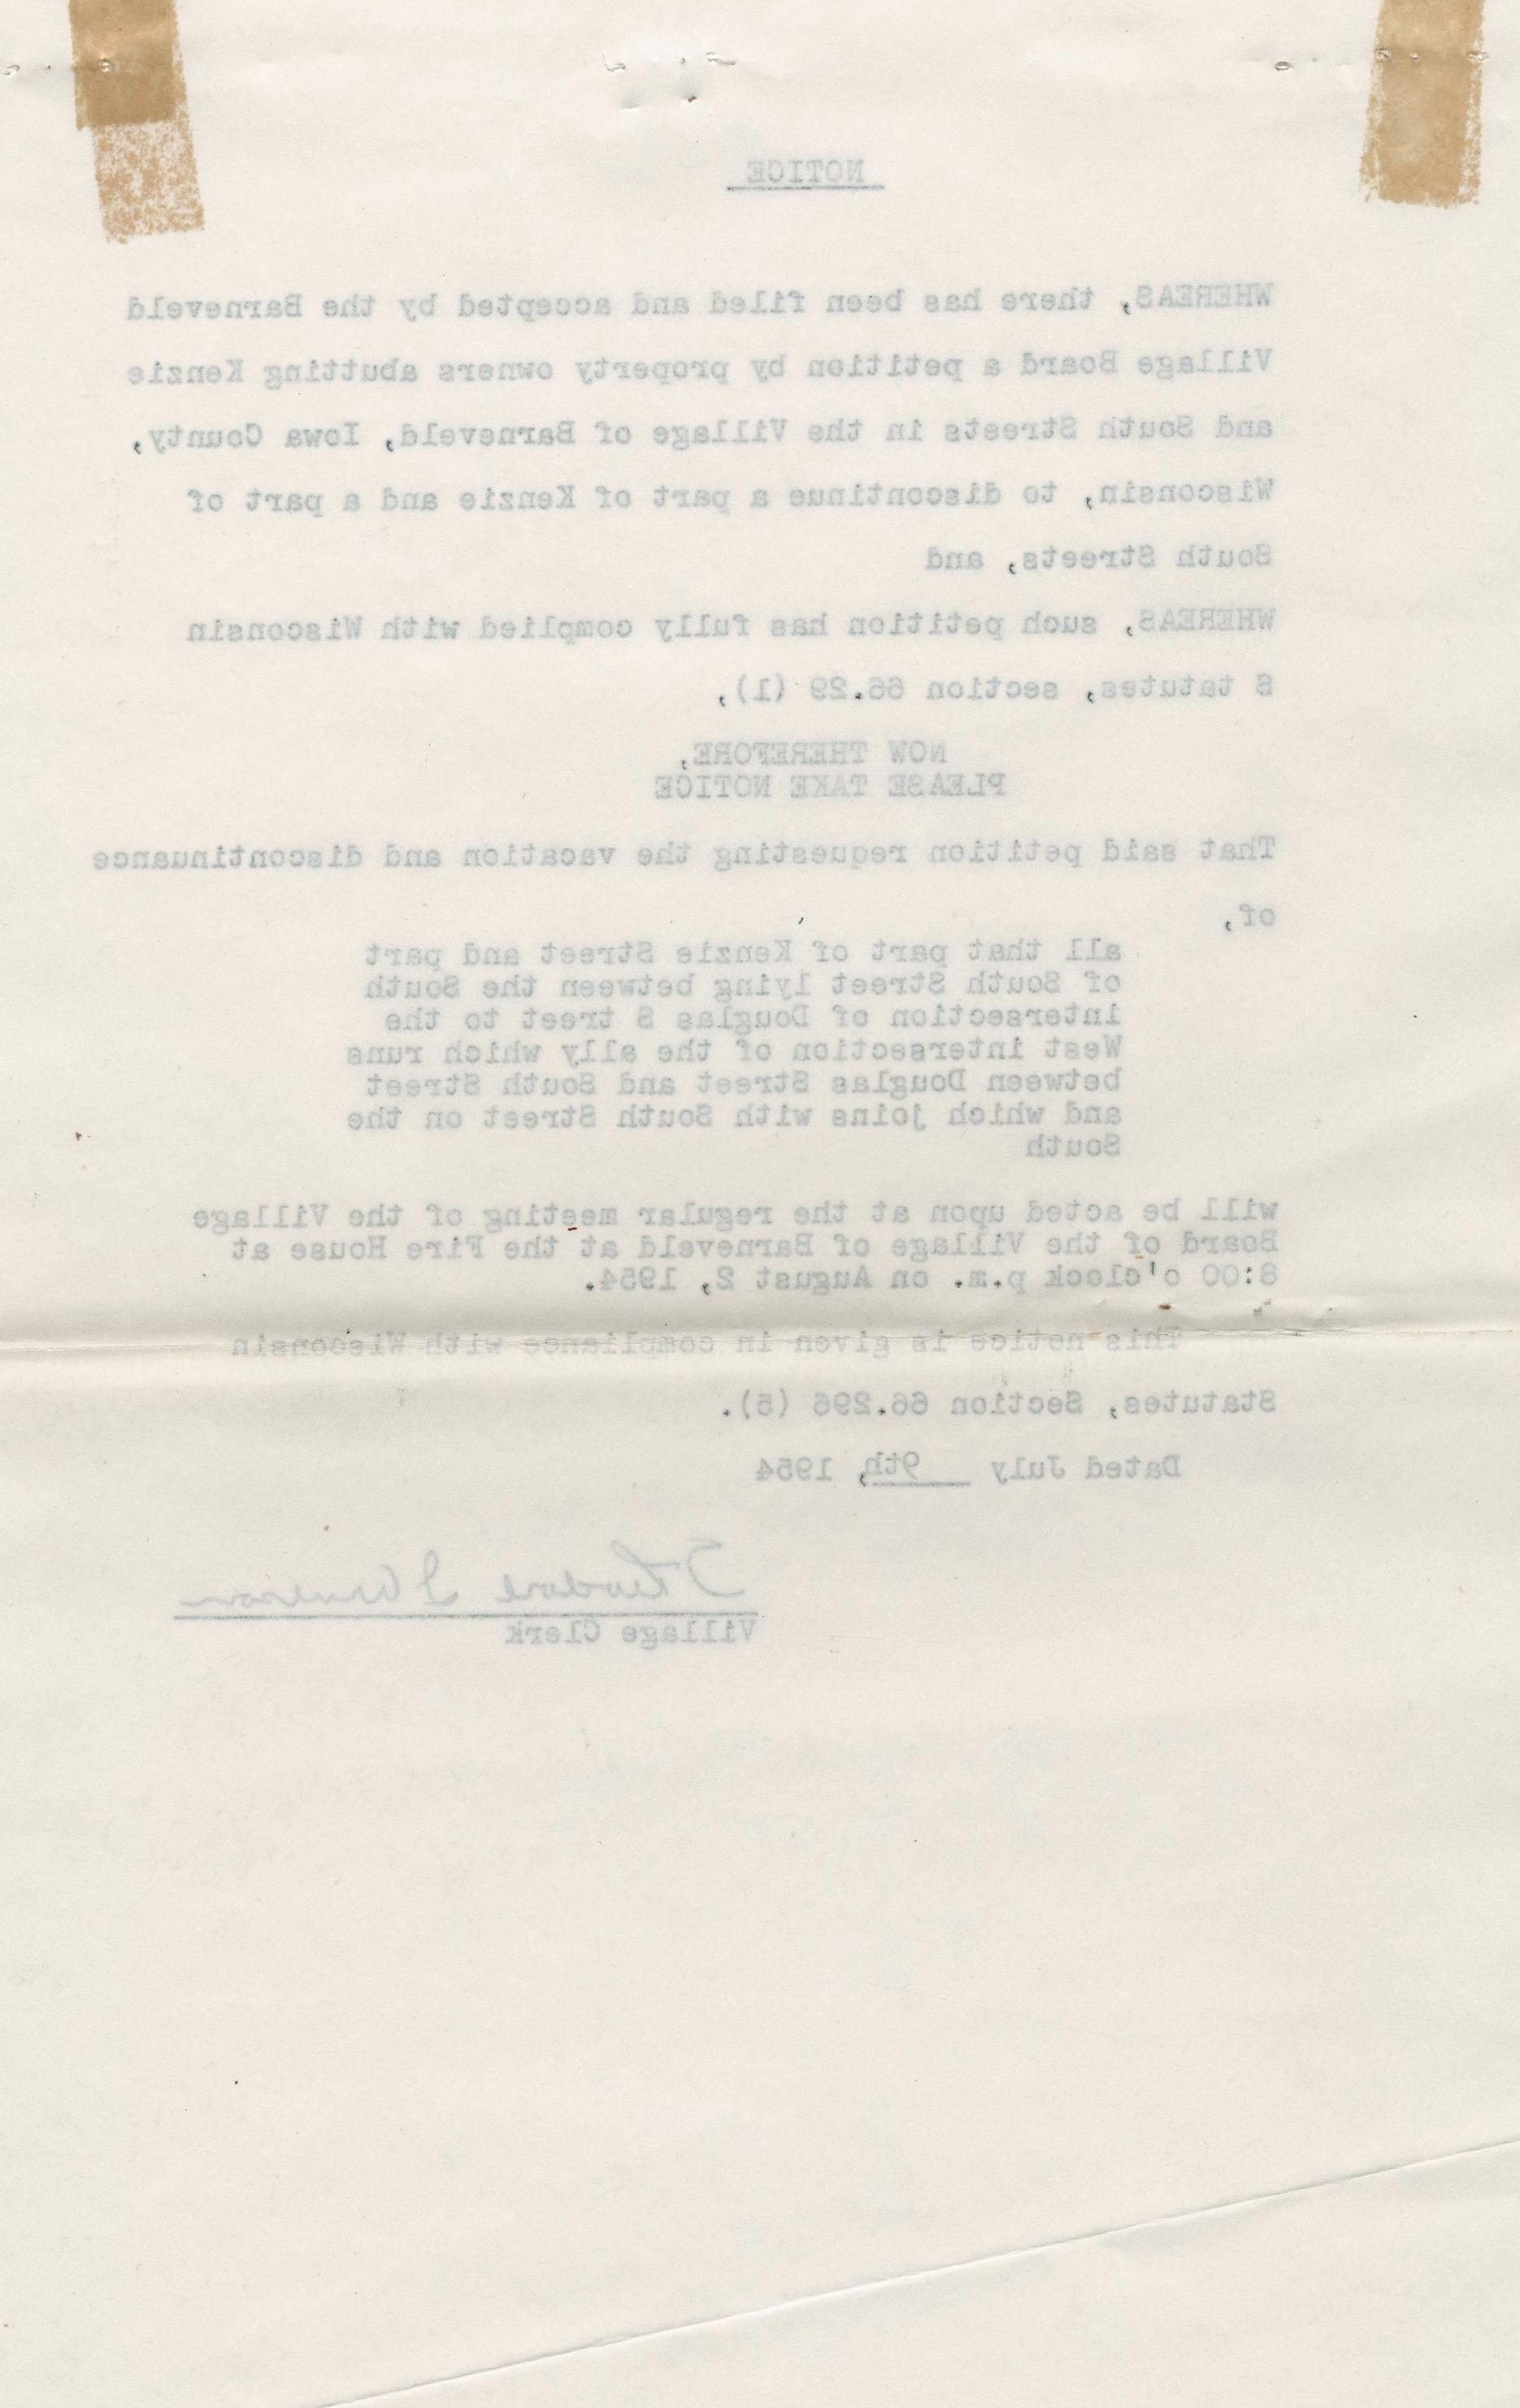 NOTICE
WHEREAS, there has been filed and accepted by the Barneveld
Village Board a petition by property owners abutting Kenzie
and South Streets in the Village of Barneveld, Iowa County,
Wisconsin, to discontinue a part of Kenzie and a part of
South Streets, and
WHEREAS, such petition has fully complied with Wisconsin
S tatutes, section 66.29 (1),
NOW THEREFORE,
PLEASE TAKE NOTICE
That said petition requesting the vacation and discontinuance
of,
all that part of Kenzie Street and part
of South Street lying between the South
intersection of Douglas S treet to the
West intersection of the ally which runs
between Douglas Street and South Street
and which joins with South Street on the
South
will be acted upon at the regular meeting of the Village
Board of the Village of Barneveld at the Fire House at
8:00 o'clock p.m. on August 2, 1954.
This notice is given in compliance with Wisconsin
Statutes, Section 66.296 (5).
Dated July 9th, 1954
Theodore
Village Clerk